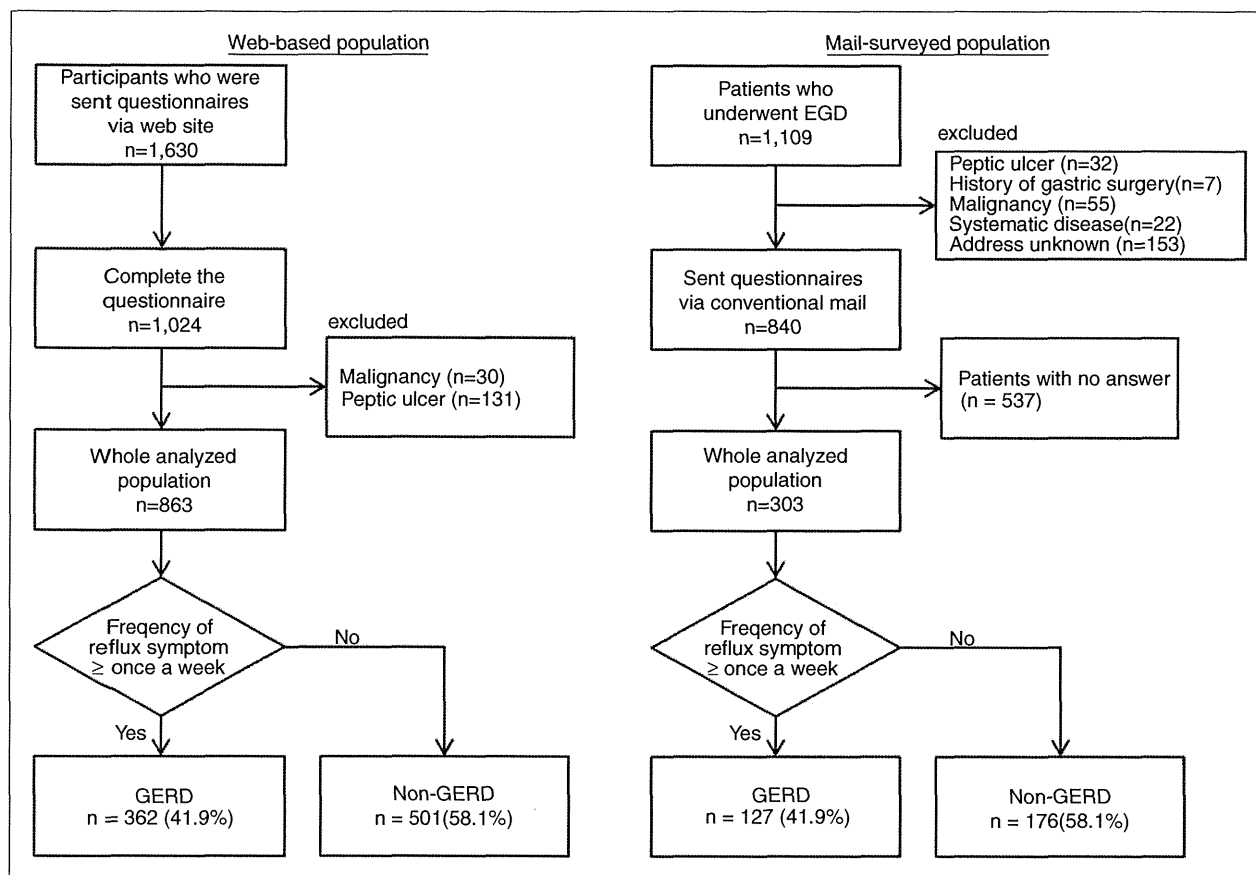 Web-based population
Participants who were
sent questionnaires
via web site
n=1,630
Complete the
questionnaire
n=1,024
excluded
Malignancy (n=30)
Peptic ulcer (n=131)
Whole analyzed
population
n=863
Freqency of
reflux symptom
≥ once a week
No
Yes
GERD
n = 362 (41.9%)
Non-GERD
n = 501(58.1%)
Mail-surveyed population
Patients who
underwent EGD
n=1,109
excluded
Peptic ulcer (n=32)
History of gastric surgery(n=7)
Malignancy (n=55)
Systematic disease(n=22)
Address unknown (n=153)
Sent questionnaires
via conventional mail
n=840
Patients with no answer
(n = 537)
Whole analyzed
population
n=303
Freqency of
reflux symptom
≥ once a week
No
Yes
GERD
n = 127 (41.9%)
Non-GERD
n = 176(58.1%)